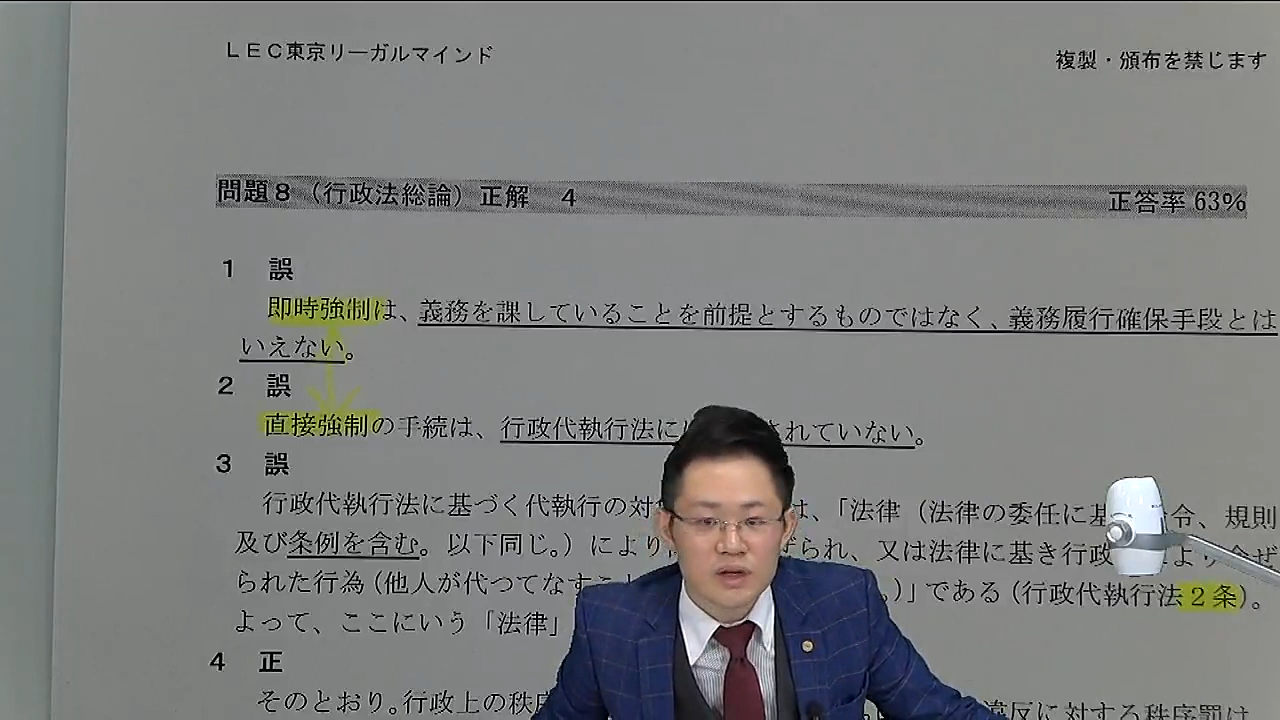 LEC東京リーガルマインド
複製・頒布を禁じます
問題8（行政法総論）正解　4
正答率 63%
1　誤
即時強制は、義務を課していることを前提とするものではなく、義務履行確保手段とは
いえない。
2　誤
直接強制の手続は、行政代執行法に されていない。
3　誤
行政代執行法に基づく代執行の対 は、「法律（法律の委任に基 令、規則
及び条例を含む。以下同じ。）により られ、又は法律に基き行政 より命ぜ
られた行為（他人が代つてなすこ 。）」である（行政代執行法2条）。
よって、ここにいう「法律」
4　正
そのとおり。行政上の秩 違反に対する秩序罰は